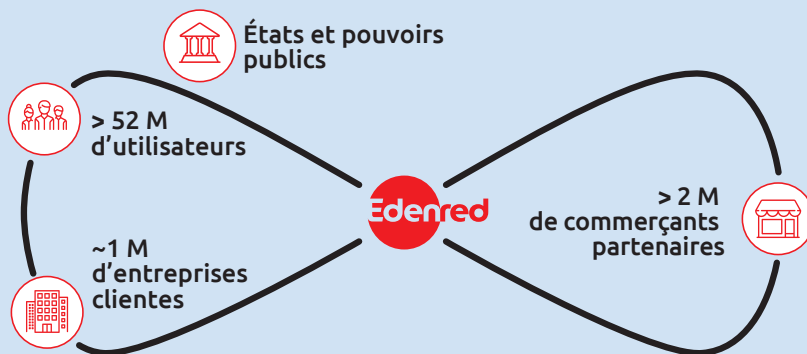 États et pouvoirs
publics
> 52 M
d’utilisateurs
Edenred
> 2 M
de commerçants
partenaires
~1 M
d’entreprises
clientes